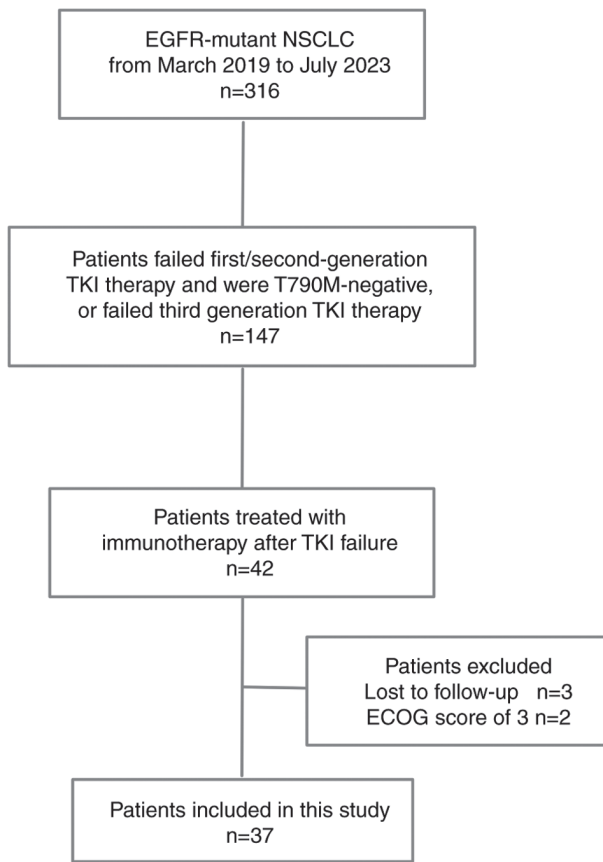 EGFR-mutant NSCLC
from March 2019 to July 2023
n=316
Patients failed first/second-generation
TKI therapy and were T790M-negative,
or failed third generation TKI therapy
n=147
Patients treated with
immunotherapy after TKI failure
n=42
Patients excluded
Lost to follow-up n=3
ECOG score of 3 n=2
Patients included in this study
n=37